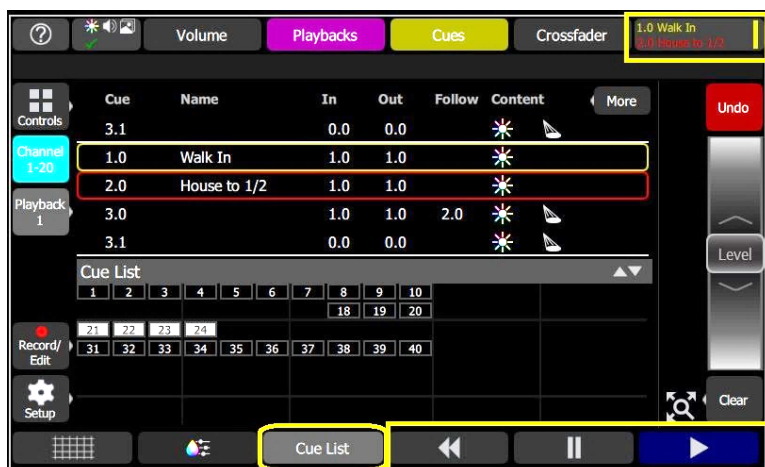 ?
Volume
Playbacks
Cues
Crossfader
1.0 Walk In
2.0 House to 1/2
Controls
Channel
1-20
Playback
1
Record/
Edit
Setup
Cue Name In Out Follow Content More
3.1 0.0 0.0
1.0 Walk In 1.0 1.0
2.0 House to 1/2 1.0 1.0
3.0 1.0 1.0 2.0
3.1 0.0 0.0
Cue List
1 2 3 4 5 6 7 8 9 10
18 19 20
21 22 23 24
31 32 33 34 35 36 37 38 39 40
Undo
Level
Clear
Cue List